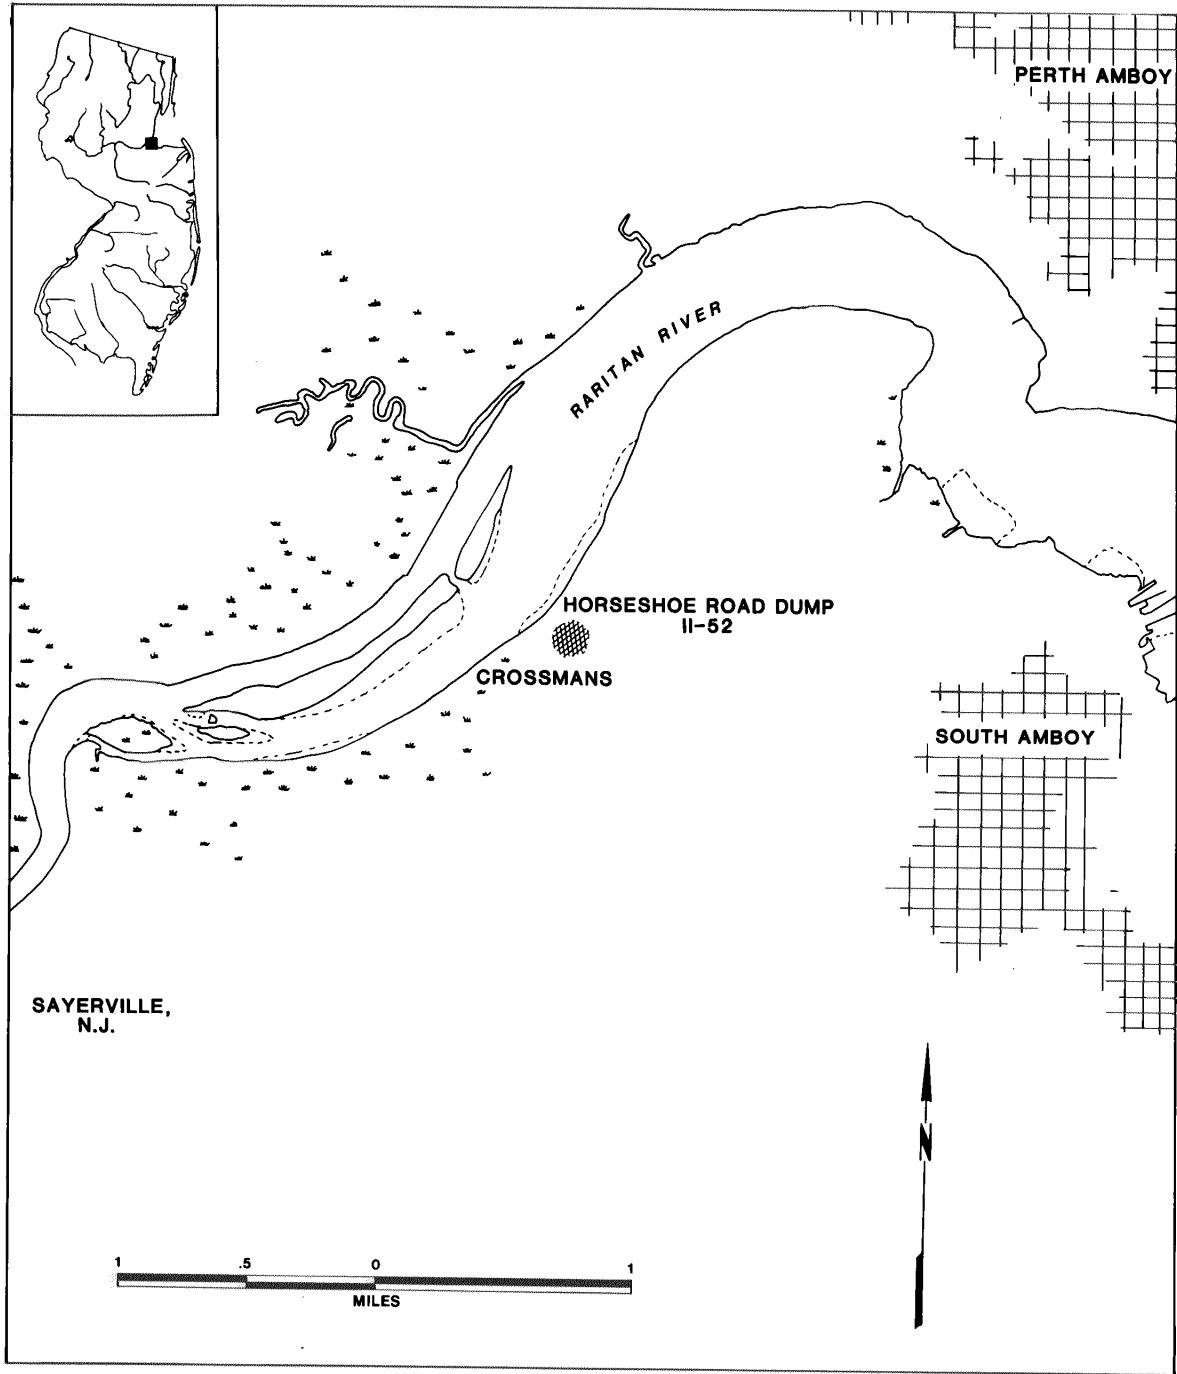 PERTH AMBOY
RARITAN RIVER
HORSESHOE ROAD DUMP
II-52
CROSSMANS
SOUTH AMBOY
SAYERVILLE,
N.J.
N
1 .5 0 1
MILES